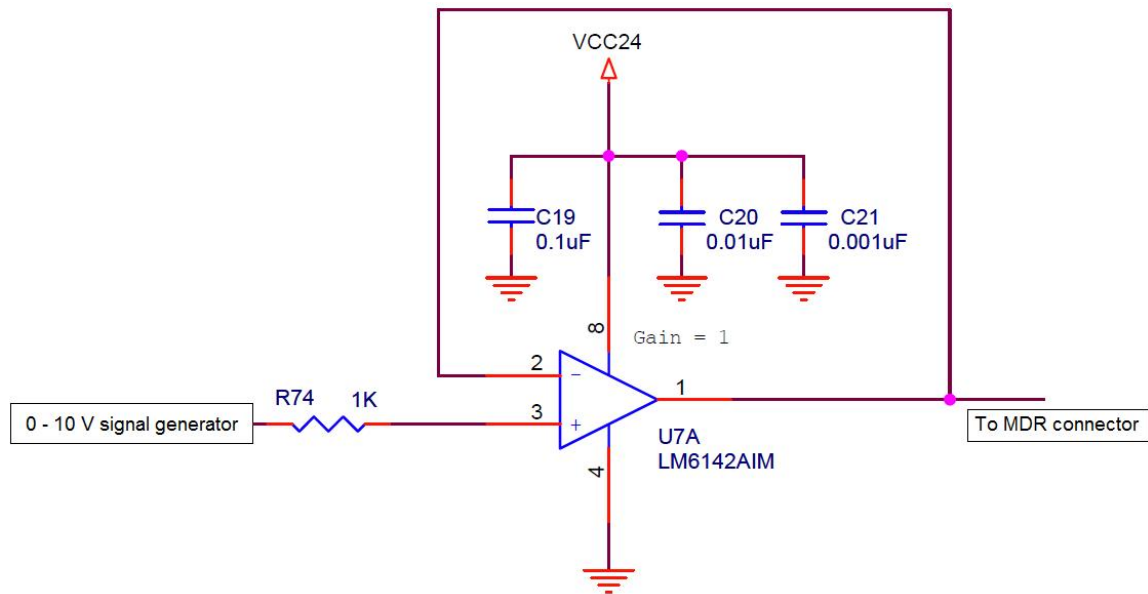 VCC24
C19
0.1uF
C20
0.01uF
C21
0.001uF
8
Gain = 1
2
-
1
R74 1K
3
+
0 - 10 V signal generator
U7A
LM6142AIM
To MDR connector
4